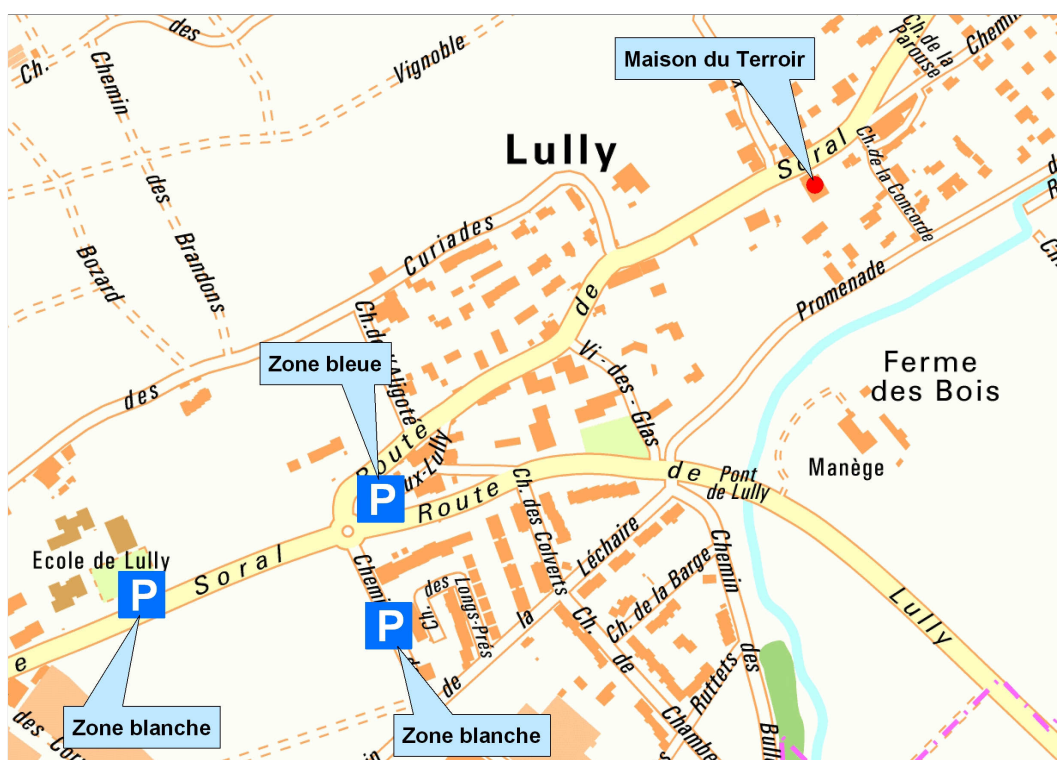 des
Ch.
Chemin
des
Brandons
Bozard
Vignoble
Maison du Terroir
Ch. de la
Parouse
Chemin
Lully
Soral
Ch. de la Concorde
Curiades
des
de
Promenade
Ferme
des Bois
Manège
Zone bleue
Vi-des-Glas
Route
P
Route
de
Pont
de Lully
Lully
Soral
Ecole de Lully
P
Ch. des Colverts
Léchaire
la
de
Ch. des
Longs-Prés
P
Ch. de la Barge
Chemin
des
Ruttets
Ch.
de
Zone blanche
Zone blanche
des